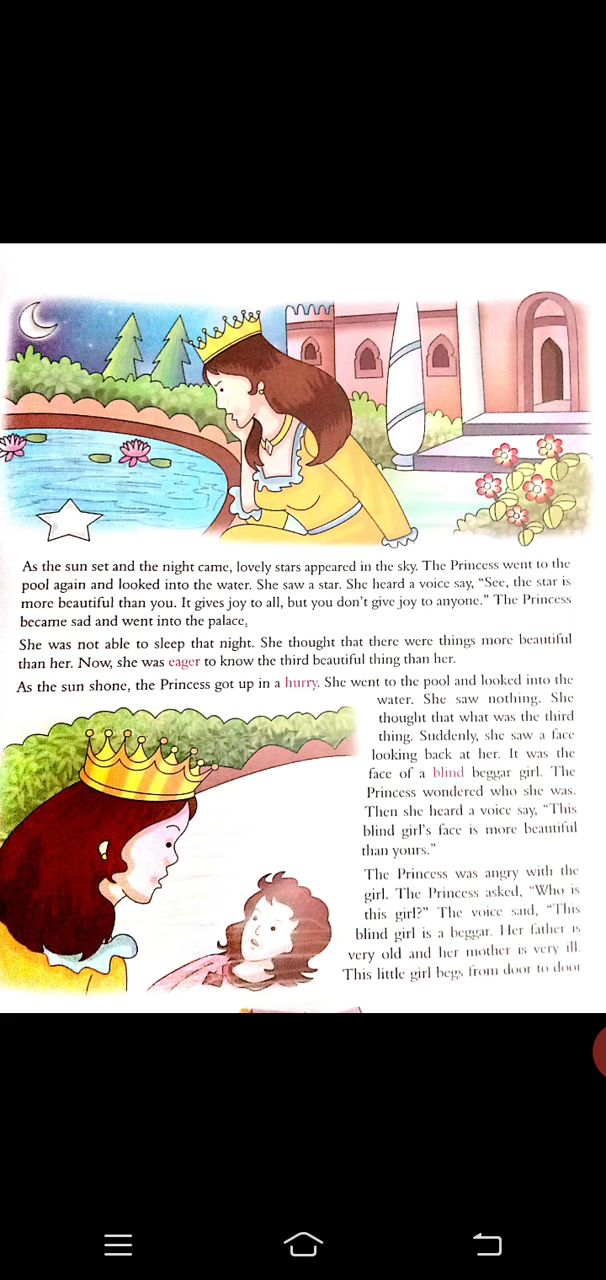 As the sun set and the night came, lovely stars appeared in the sky. The Princess went to the
pool again and looked into the water. She saw a star. She heard a voice say, “See, the star is
more beautiful than you. It gives joy to all, but you don’t give joy to anyone.” The Princess
became sad and went into the palace,
She was not able to sleep that night. She thought that there were things more beautiful
than her. Now, she was eager to know the third beautiful thing than her.
As the sun shone, the Princess got up in a hurry. She went to the pool and looked into the
water. She saw nothing. She
thought that what was the third
thing. Suddenly, she saw a face
looking back at her. It was the
face of a blind beggar girl. The
Princess wondered who she was.
Then she heard a voice say, “This
blind girl’s face is more beautiful
than yours.”
The Princess was angry with the
girl. The Princess asked, “Who is
this girl?” The voice said, “This
blind girl is a beggar. Her father is
very old and her mother is very ill.
This little girl begs from door to door